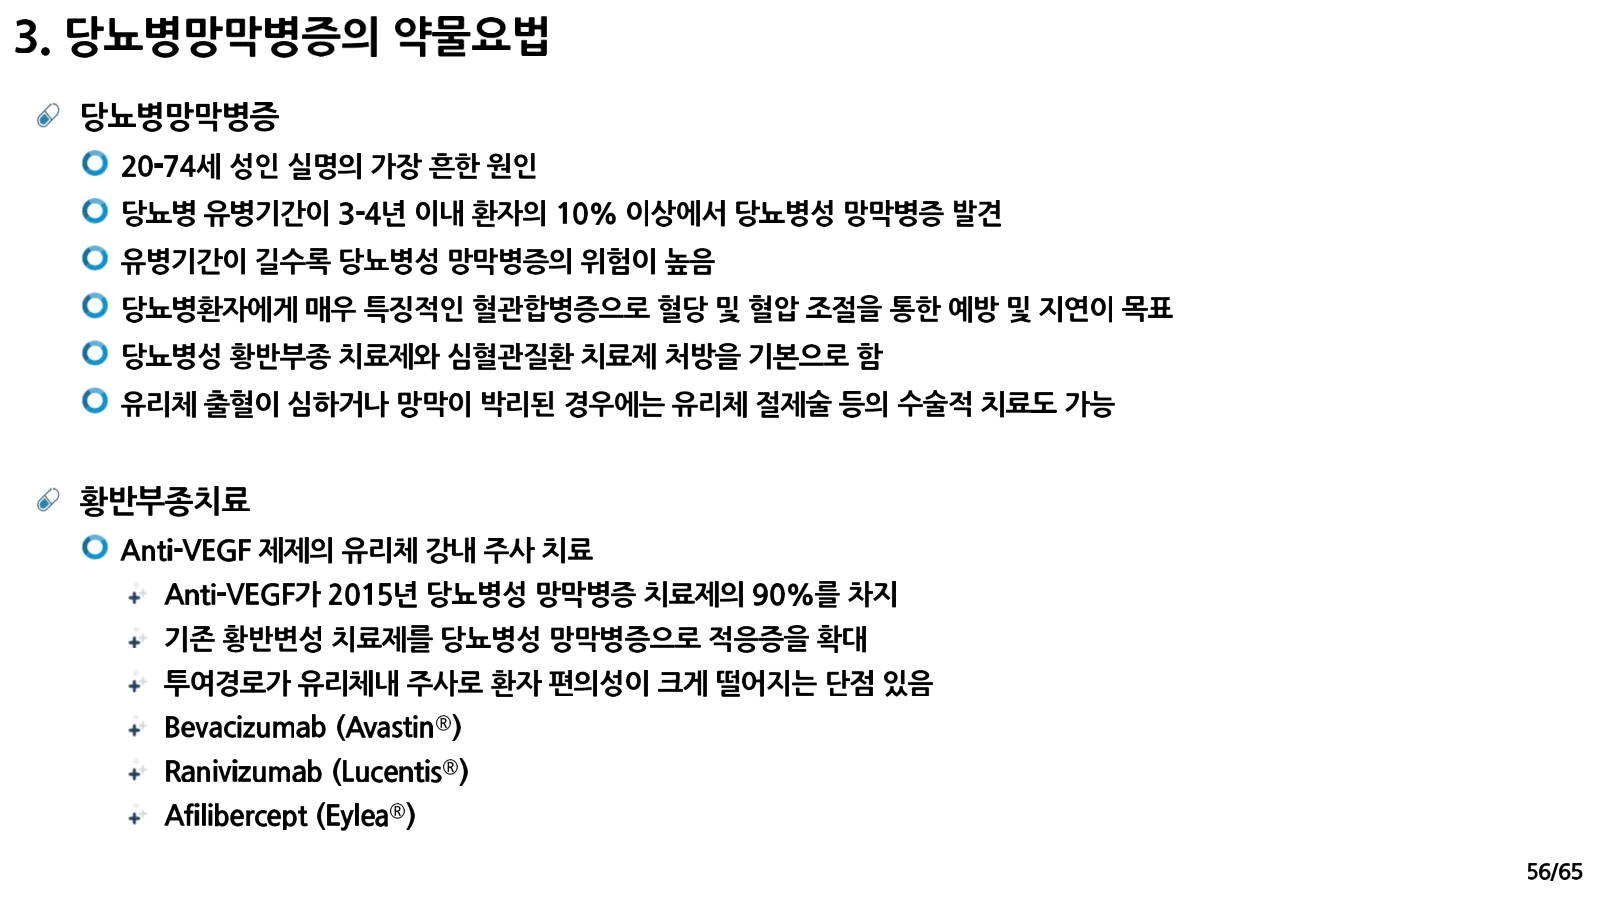 3. 당뇨병망막병증의 약물요법
당뇨병망막병증
20-74세 성인 실명의 가장 흔한 원인
당뇨병 유병기간이 3-4년 이내 환자의 10% 이상에서 당뇨병성 망막병증 발견
유병기간이 길수록 당뇨병성 망막병증의 위험이 높음
당뇨병환자에게 매우 특징적인 혈관합병증으로 혈당 및 혈압 조절을 통한 예방 및 지연이 목표
당뇨병성 황반부종 치료제와 심혈관질환 치료제 처방을 기본으로 함
유리체 출혈이 심하거나 망막이 박리된 경우에는 유리체 절제술 등의 수술적 치료도 가능
황반부종치료
Anti-VEGF 제제의 유리체 강내 주사 치료
Anti-VEGF가 2015년 당뇨병성 망막병증 치료제의 90%를 차지
기존 황반변성 치료제를 당뇨병성 망막병증으로 적응증을 확대
투여경로가 유리체내 주사로 환자 편의성이 크게 떨어지는 단점 있음
Bevacizumab (Avastin®)
Ranivizumab (Lucentis®)
Afilibercept (Eylea®)
56/65